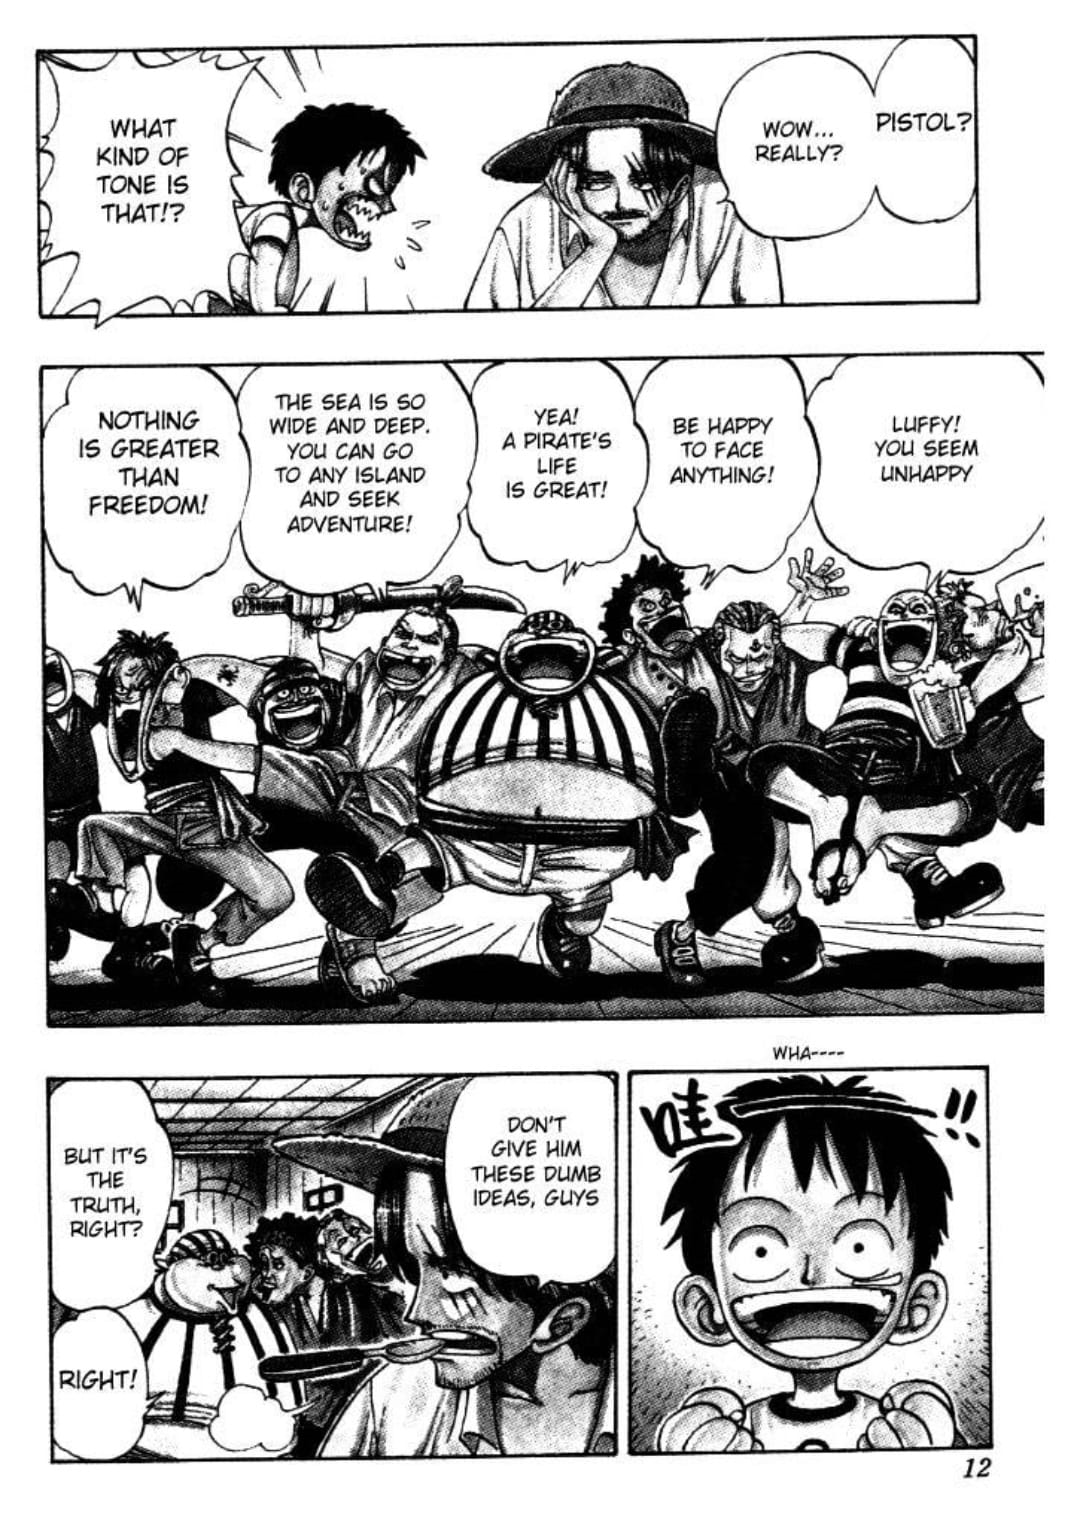 PISTOL?
WOW...
REALLY?
WHAT
KIND OF
TONE IS
THAT!?
LUFFY!
YOU SEEM
UNHAPPY
BE HAPPY
TO FACE
ANYTHING!
YEA!
A PIRATE'S
LIFE
IS GREAT!
THE SEA IS SO
WIDE AND DEEP.
YOU CAN GO
TO ANY ISLAND
AND SEEK
ADVENTURE!
NOTHING
IS GREATER
THAN
FREEDOM!
WHA----
哇 !!
DON'T
GIVE HIM
THESE DUMB
IDEAS, GUYS
BUT IT'S
THE
TRUTH,
RIGHT?
RIGHT!
12